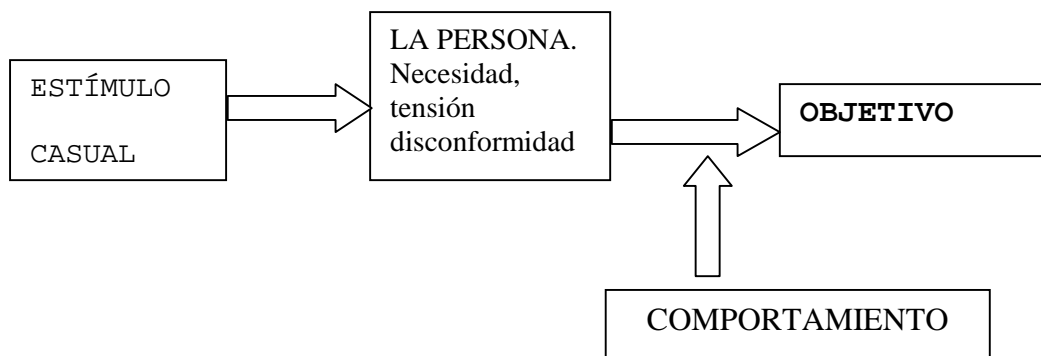 ESTÍMULO
CASUAL
LA PERSONA.
Necesidad,
tensión
disconformidad
OBJETIVO
COMPORTAMIENTO